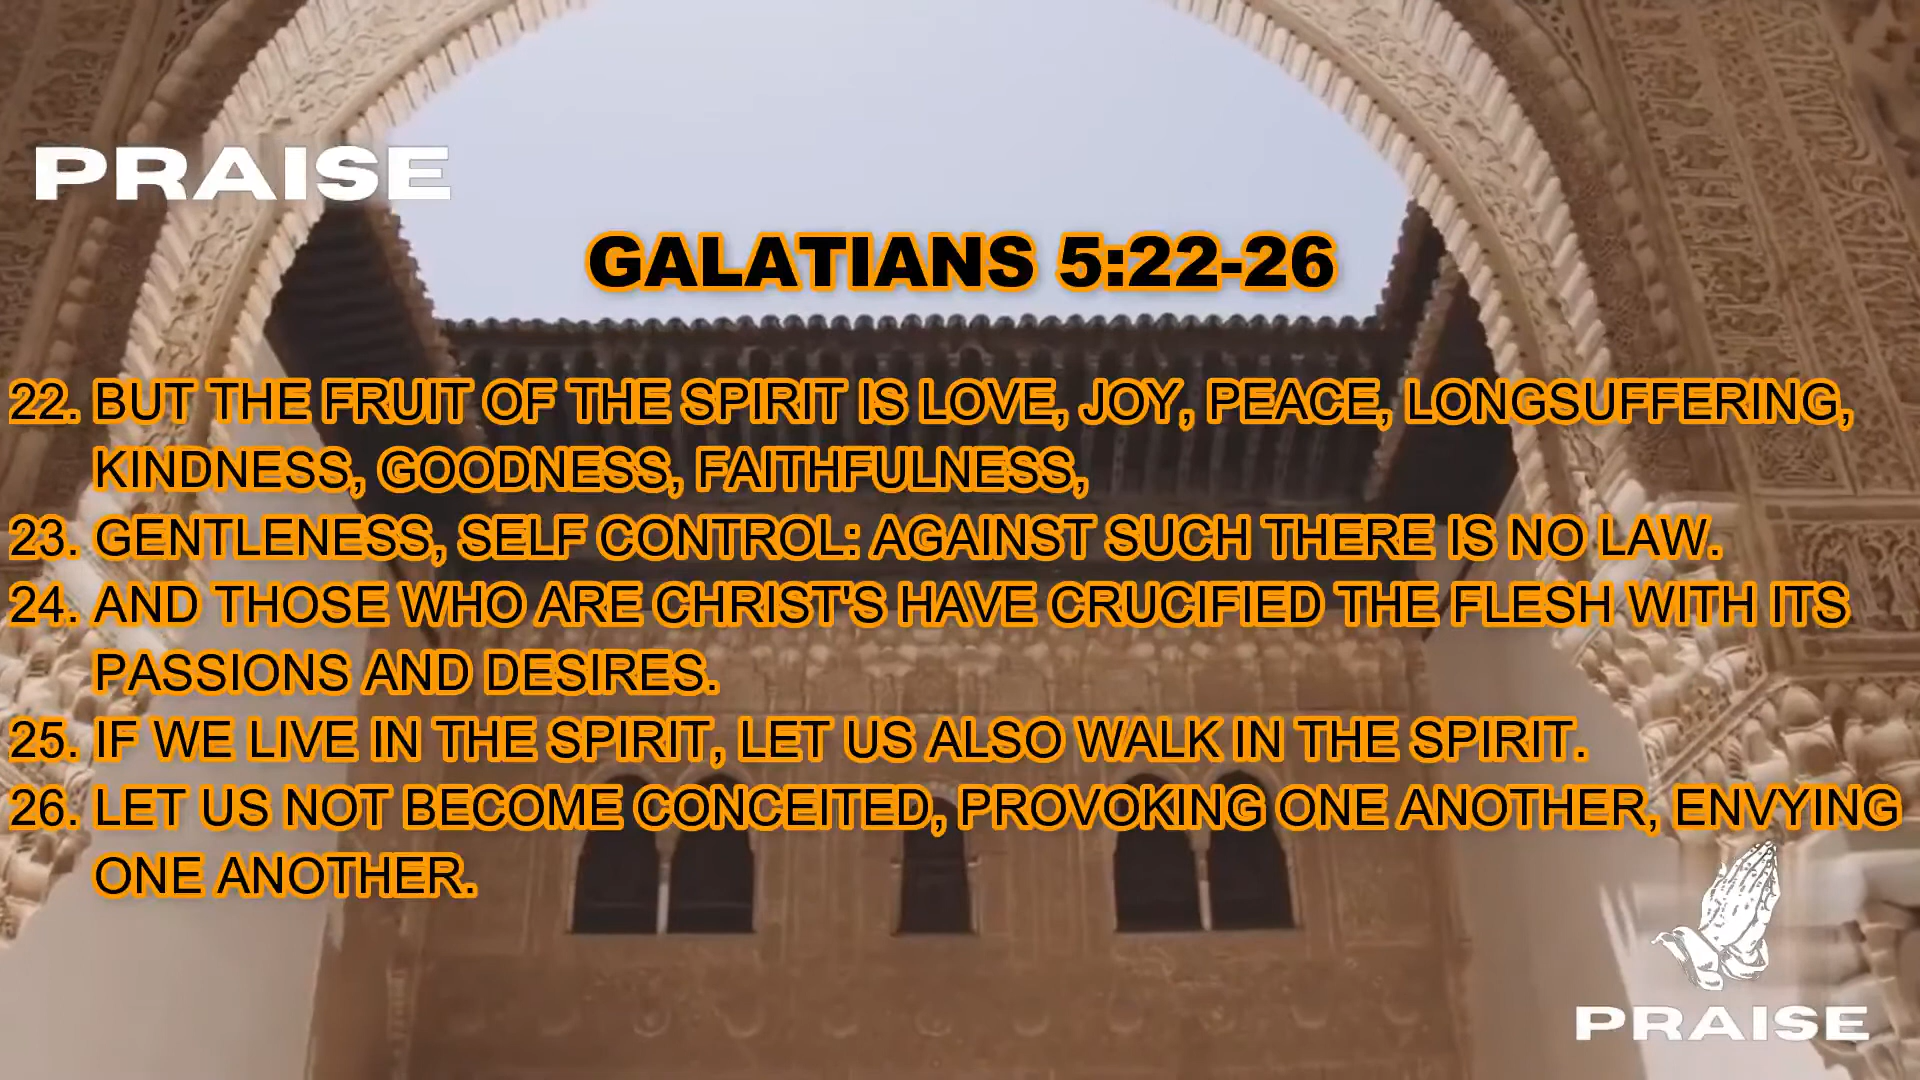 PRAISE
GALATIANS 5:22-26
22. BUT THE FRUIT OF THE SPIRIT IS LOVE, JOY, PEACE, LONGSUFFERING,
KINDNESS, GOODNESS, FAITHFULNESS,
23. GENTLENESS, SELF CONTROL: AGAINST SUCH THERE IS NO LAW.
24. AND THOSE WHO ARE CHRIST'S HAVE CRUCIFIED THE FLESH WITH ITS
PASSIONS AND DESIRES.
25. IF WE LIVE IN THE SPIRIT, LET US ALSO WALK IN THE SPIRIT.
26. LET US NOT BECOME CONCEITED, PROVOKING ONE ANOTHER, ENVYING
ONE ANOTHER.
PRAISE